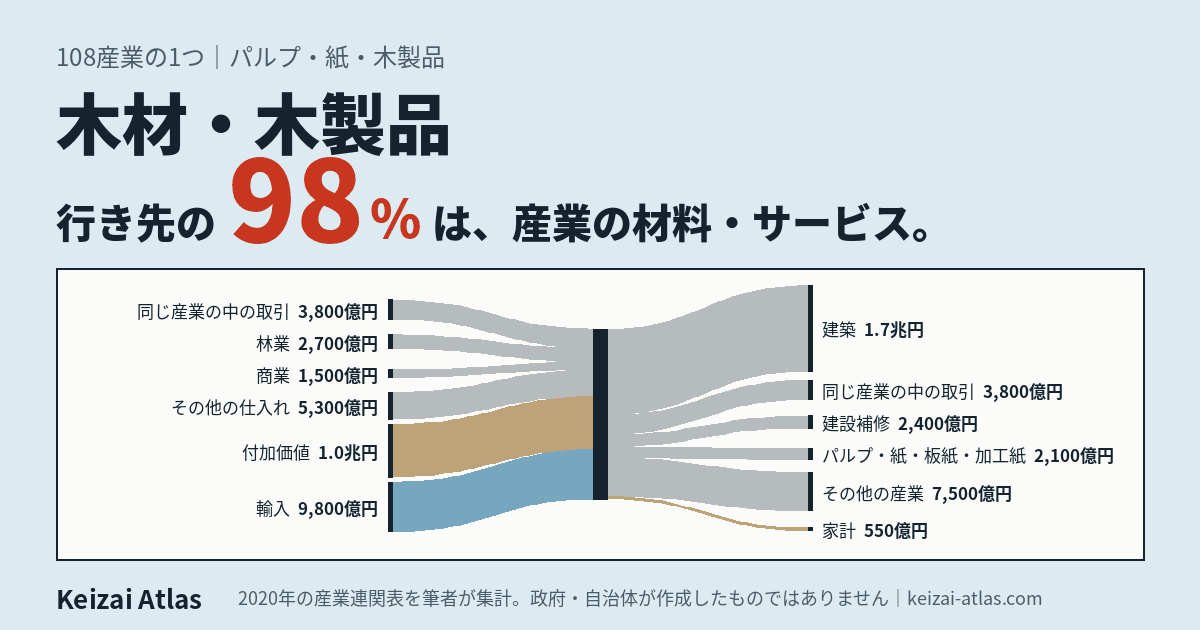 108産業の1つ｜パルプ・紙・木製品
木材・木製品
行き先の 98% は、産業の材料・サービス。
同じ産業の中の取引 3,800億円
林業 2,700億円
商業 1,500億円
その他の仕入れ 5,300億円
付加価値 1.0兆円
輸入 9,800億円
建築 1.7兆円
同じ産業の中の取引 3,800億円
建設補修 2,400億円
パルプ・紙・板紙・加工紙 2,100億円
その他の産業 7,500億円
家計 550億円
Keizai Atlas 2020年の産業連関表を筆者が集計。政府・自治体が作成したものではありません｜keizai-atlas.com